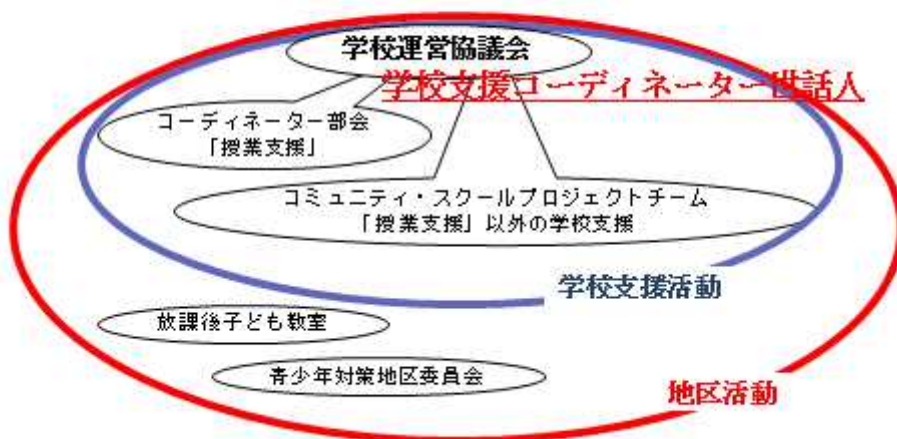 学校運営協議会
学校支援コーディネーター世話人
コーディネーター部会
「授業支援」
コミュニティ・スクールプロジェクトチーム
「授業支援」以外の学校支援
学校支援活動
放課後子ども教室
青少年対策地区委員会
地区活動